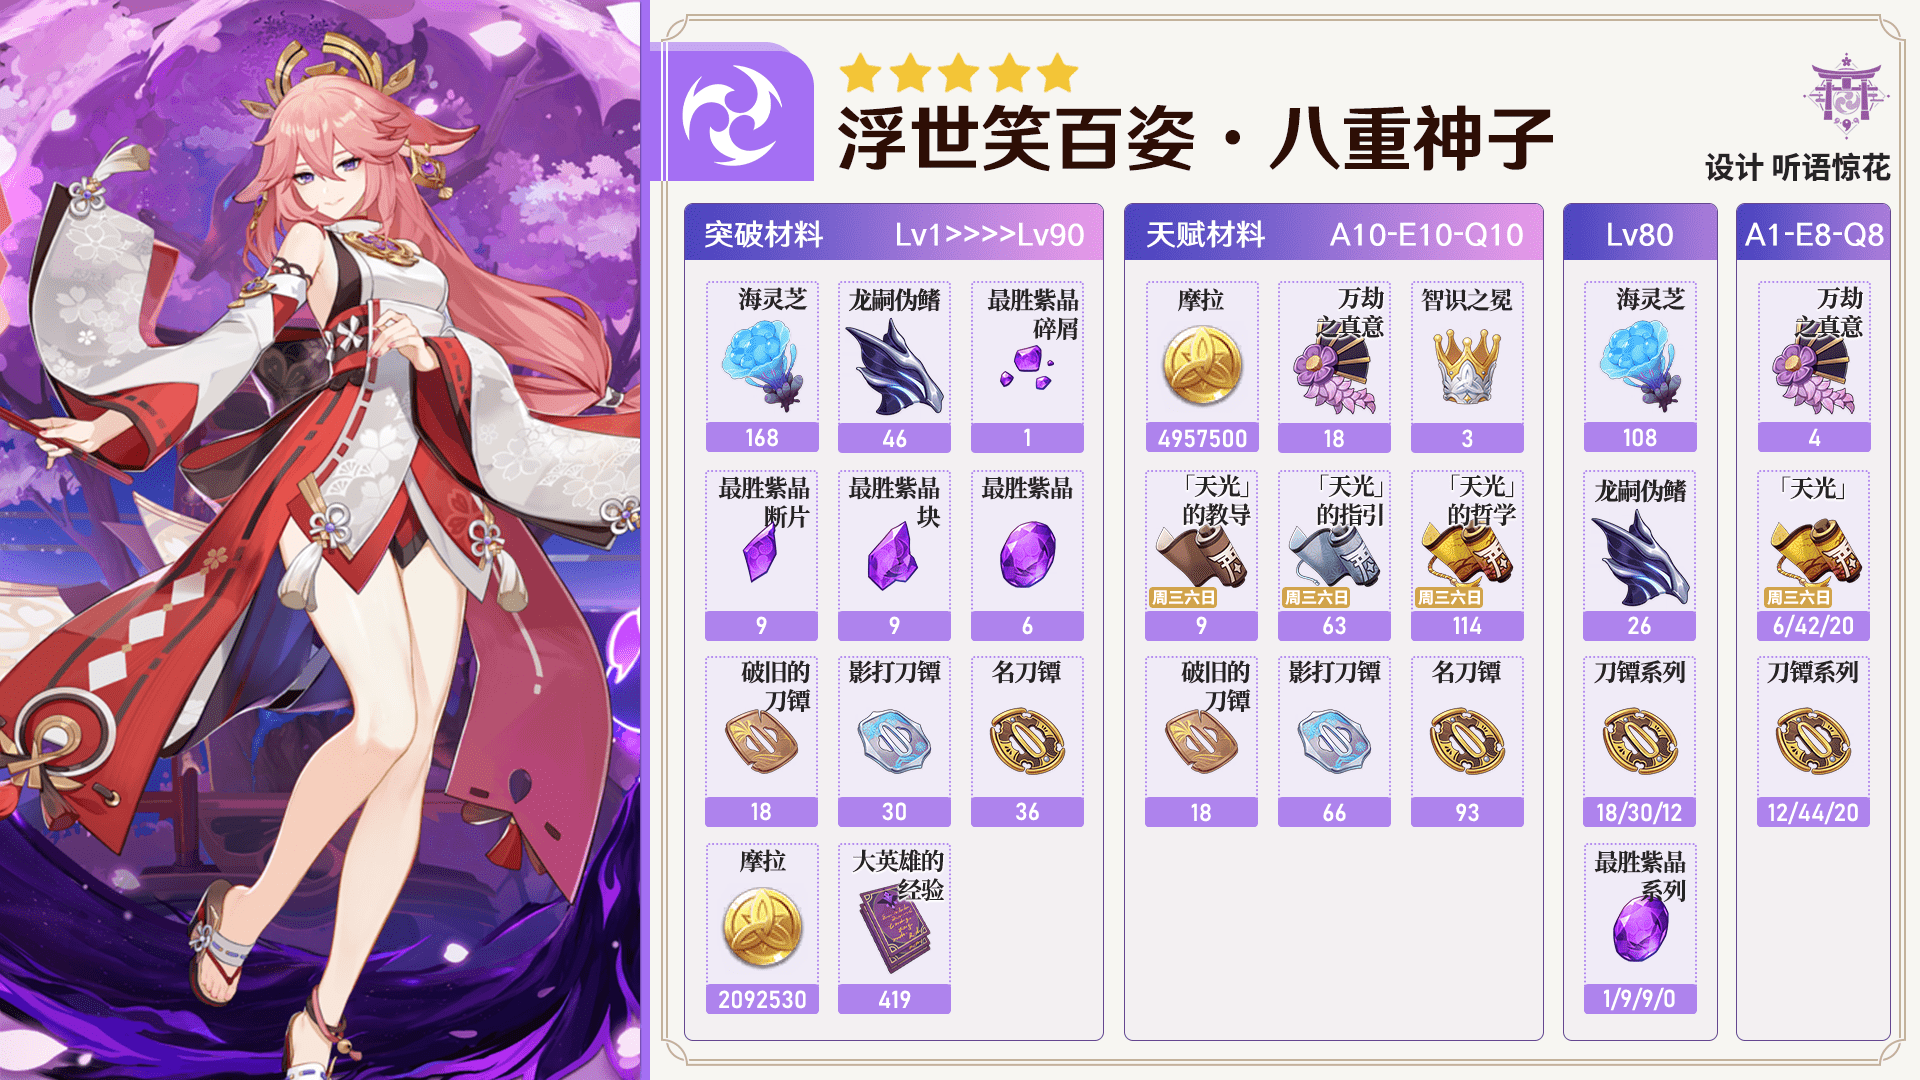 浮世笑百姿·八重神子
设计 听语惊花
突破材料 Lv1>>>>Lv90
海灵芝
168
龙嗣伪鳍
46
最胜紫晶
碎屑
1
最胜紫晶
断片
9
最胜紫晶
块
9
最胜紫晶
6
破旧的
刀镡
18
影打刀镡
30
名刀镡
36
摩拉
2092530
大英雄的
经验
419
天赋材料 A10-E10-Q10
摩拉
4957500
万劫
之真意
18
智识之冕
3
「天光」
的教导
周三六日
9
「天光」
的指引
周三六日
63
「天光」
的哲学
周三六日
114
破旧的
刀镡
18
影打刀镡
66
名刀镡
93
Lv80
海灵芝
108
龙嗣伪鳍
26
刀镡系列
18/30/12
最胜紫晶
系列
1/9/9/0
A1-E8-Q8
万劫
之真意
4
「天光」
周三六日
6/42/20
刀镡系列
12/44/20